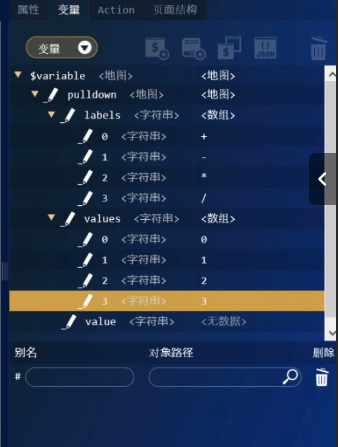 属性 变量 Action 页面结构
变量
JSON
$variable <地图> <地图>
pulldown <地图> <地图>
labels <字符串> <数组>
0 <字符串> +
1 <字符串> -
2 <字符串> *
3 <字符串> /
values <字符串> <数组>
0 <字符串> 0
1 <字符串> 1
2 <字符串> 2
3 <字符串> 3
value <字符串> <无数据>
别名 对象路径 删除
#